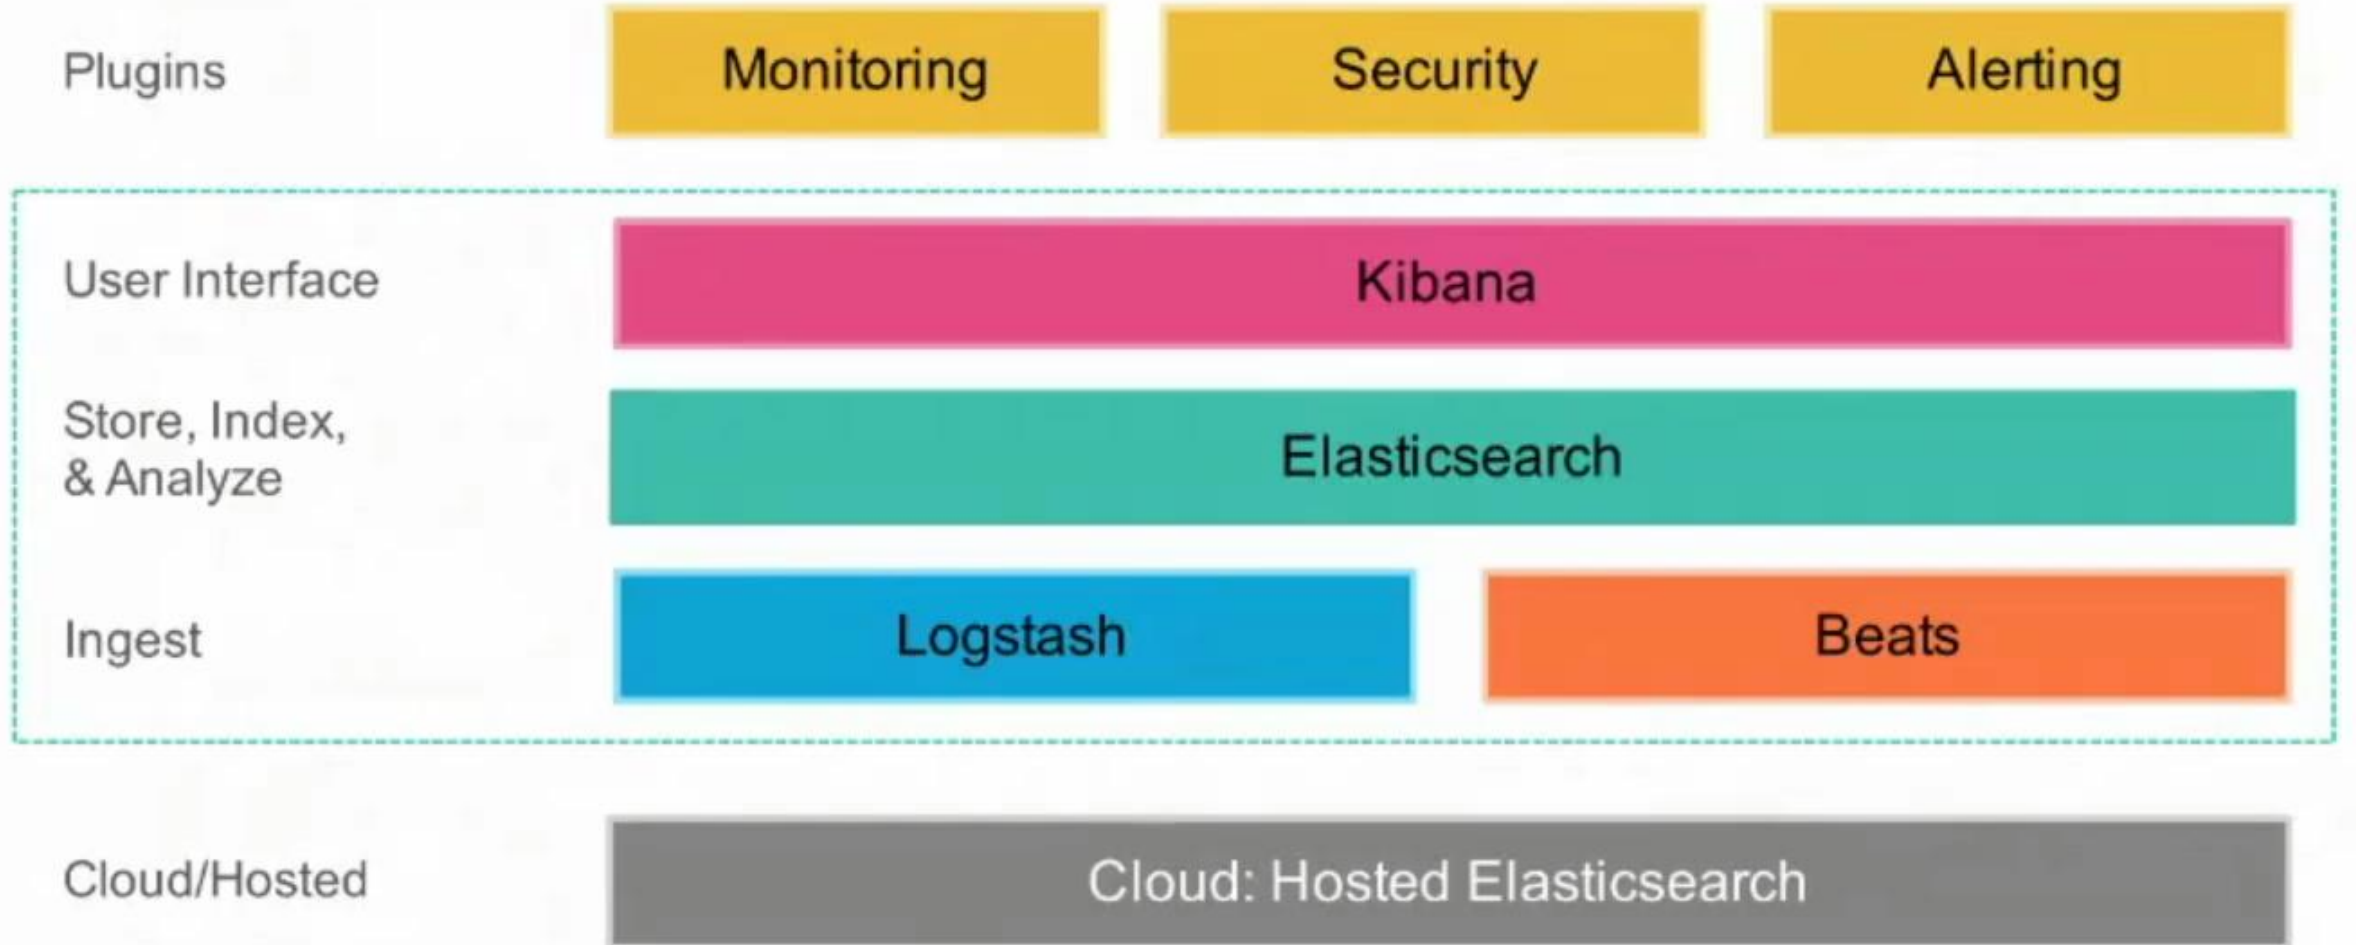 Plugins
Monitoring
Security
Alerting
User Interface
Kibana
Store, Index,
& Analyze
Elasticsearch
Ingest
Logstash
Beats
Cloud/Hosted
Cloud: Hosted Elasticsearch